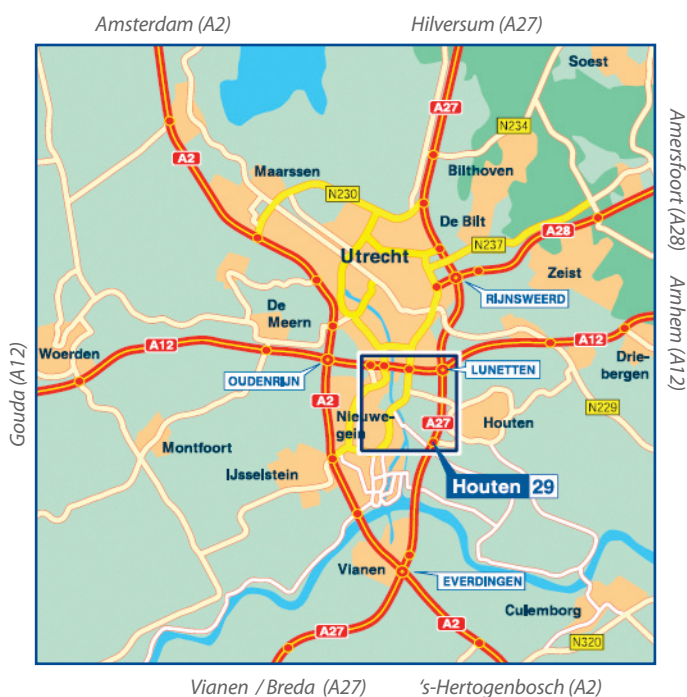 Amsterdam (A2)
Hilversum (A27)
Soest
A27
N234
A2
Maarssen
Bilthoven
N230
De Bilt
Amersfoort (A28)
A28
N237
Utrecht
Zeist
RIJNSWEERD
De
Meern
Arnhem (A12)
A12
A12
Woerden
LUNETTEN
Drie-
bergen
OUDENRIJN
Gouda (A12)
A2
N229
Nieuwe-
gein
A27
Houten
Montfoort
IJsselstein
Houten 29
Vianen
EVERDINGEN
Culemborg
A27
A2
N320
Vianen / Breda (A27)
‘s-Hertogenbosch (A2)